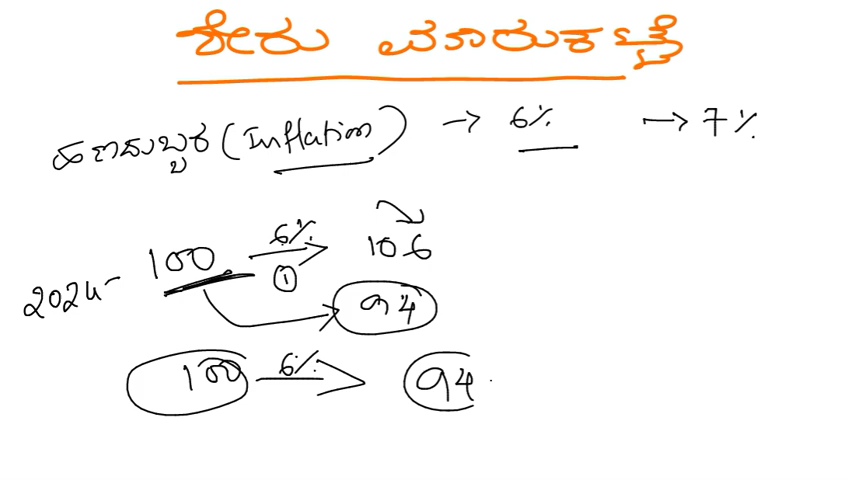 ಶೇರು ಮಾರುಕಟ್ಟೆ
ಹಣದುಬ್ಬರ (Inflation) → 6% → 7%
2024- 100 6% → ① 106
94
100 6% → 94